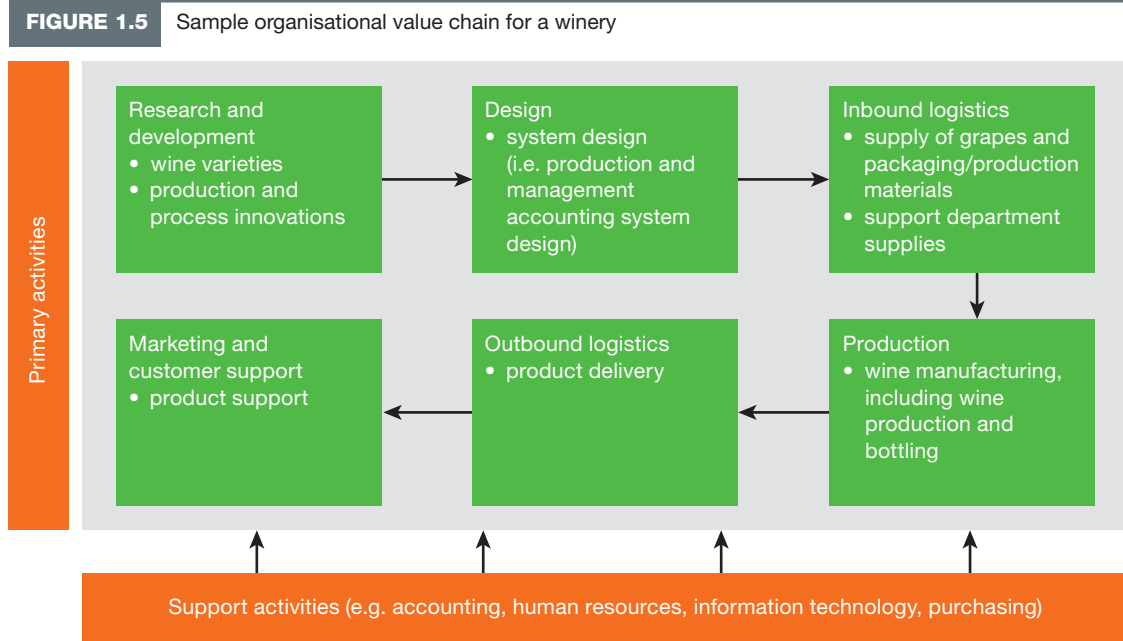 FIGURE 1.5 Sample organisational value chain for a winery
Primary activities
Research and
development
• wine varieties
• production and
process innovations
Design
• system design
(i.e. production and
management
accounting system
design)
Inbound logistics
• supply of grapes and
packaging/production
materials
• support department
supplies
Marketing and
customer support
• product support
Outbound logistics
• product delivery
Production
• wine manufacturing,
including wine
production and
bottling
Support activities (e.g. accounting, human resources, information technology, purchasing)